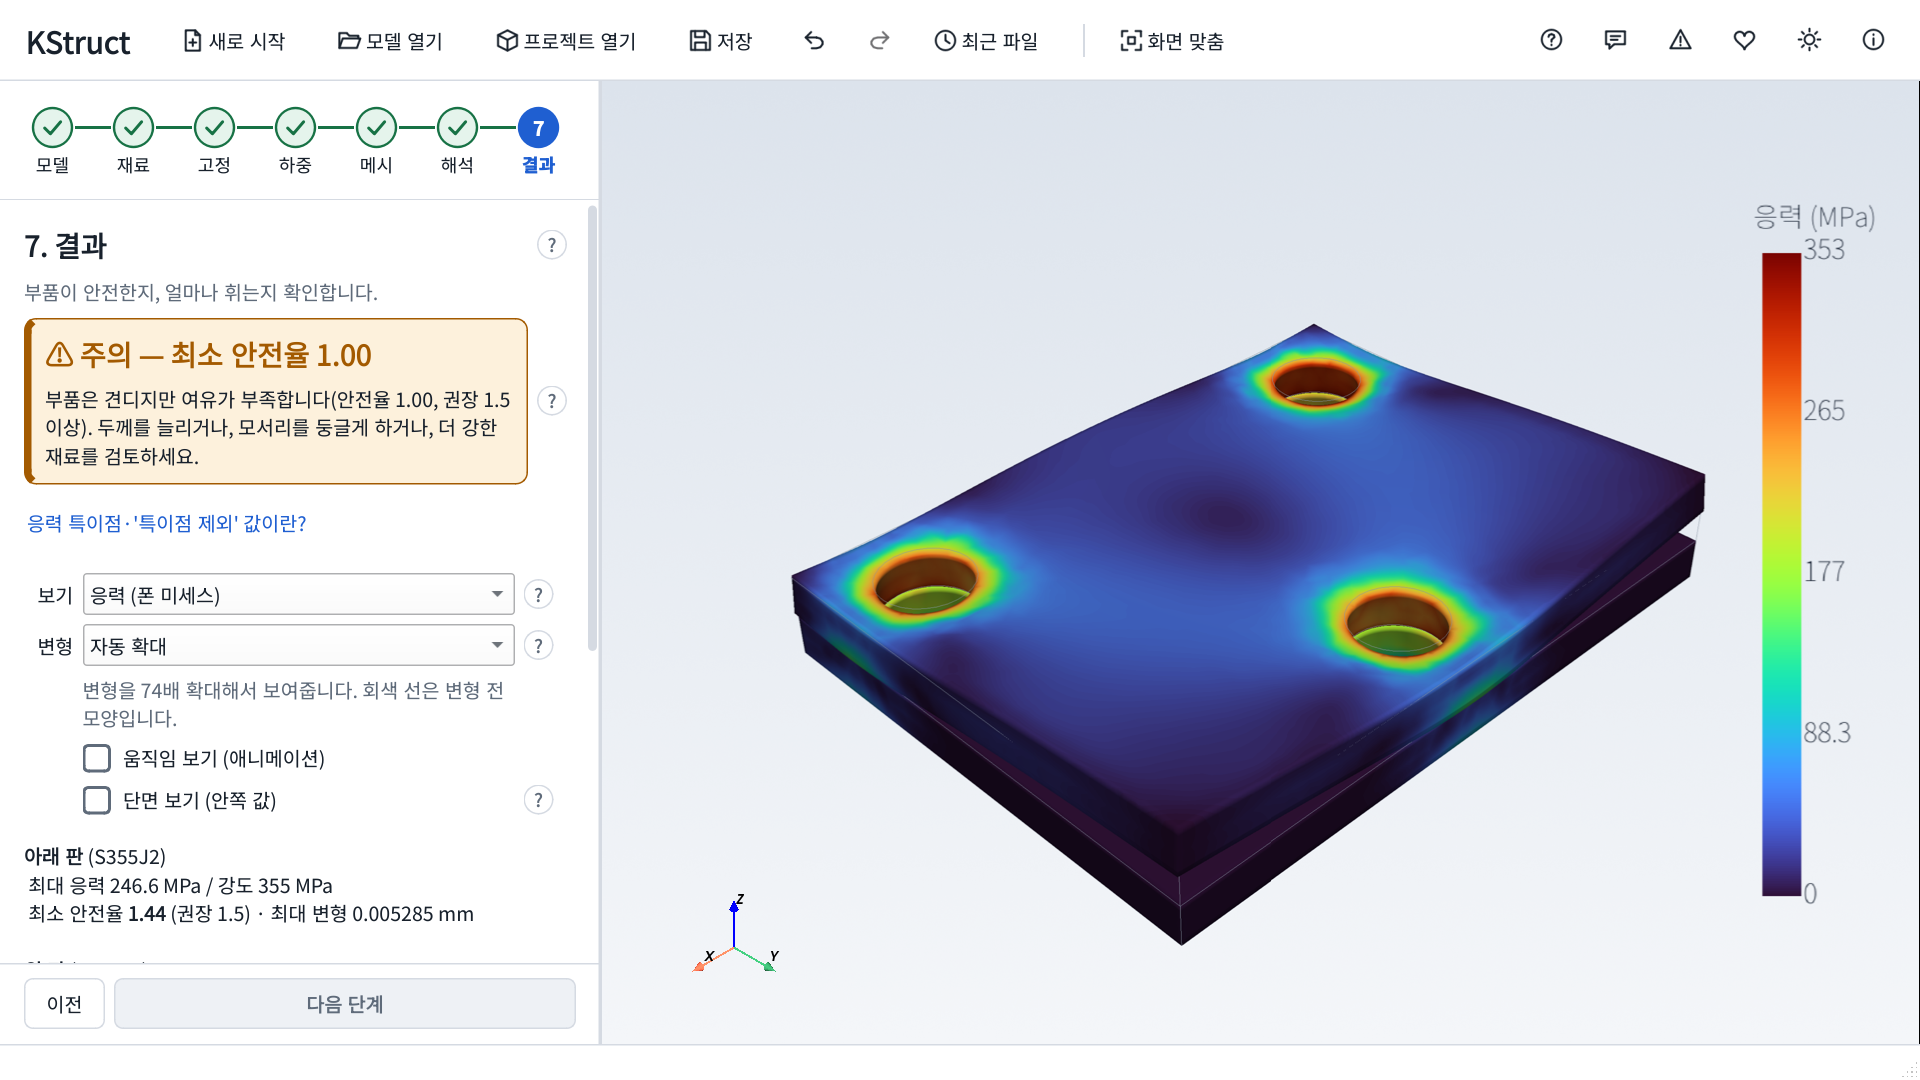 KStruct
새로 시작
모델 열기
프로젝트 열기
저장
최근 파일
화면 맞춤
7
모델
재료
고정
하중
메시
해석
결과
7. 결과
?
부품이 안전한지, 얼마나 휘는지 확인합니다.
주의 — 최소 안전율 1.00
부품은 견디지만 여유가 부족합니다(안전율 1.00, 권장 1.5
이상). 두께를 늘리거나, 모서리를 둥글게 하거나, 더 강한
재료를 검토하세요.
?
응력 특이점·'특이점 제외' 값이란?
보기
응력 (폰 미세스)
?
변형
자동 확대
?
변형을 74배 확대해서 보여줍니다. 회색 선은 변형 전
모양입니다.
움직임 보기 (애니메이션)
단면 보기 (안쪽 값)
?
아래 판 (S355J2)
최대 응력 246.6 MPa / 강도 355 MPa
최소 안전율 1.44 (권장 1.5) · 최대 변형 0.005285 mm
이전
다음 단계
응력 (MPa)
353
265
177
88.3
0
Z
X
Y